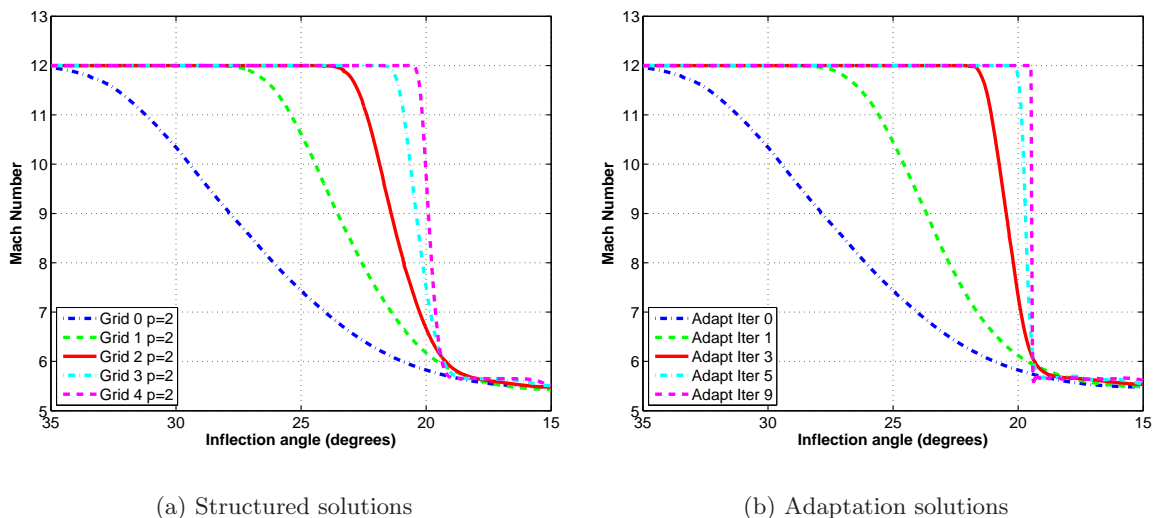 13
12
11
10
9
8
7
6
5
35
30
25
20
15
Mach Number
Inflection angle (degrees)
Grid 0 p=2
Grid 1 p=2
Grid 2 p=2
Grid 3 p=2
Grid 4 p=2
(a) Structured solutions
13
12
11
10
9
8
7
6
5
35
30
25
20
15
Mach Number
Inflection angle (degrees)
Adapt Iter 0
Adapt Iter 1
Adapt Iter 3
Adapt Iter 5
Adapt Iter 9
(b) Adaptation solutions